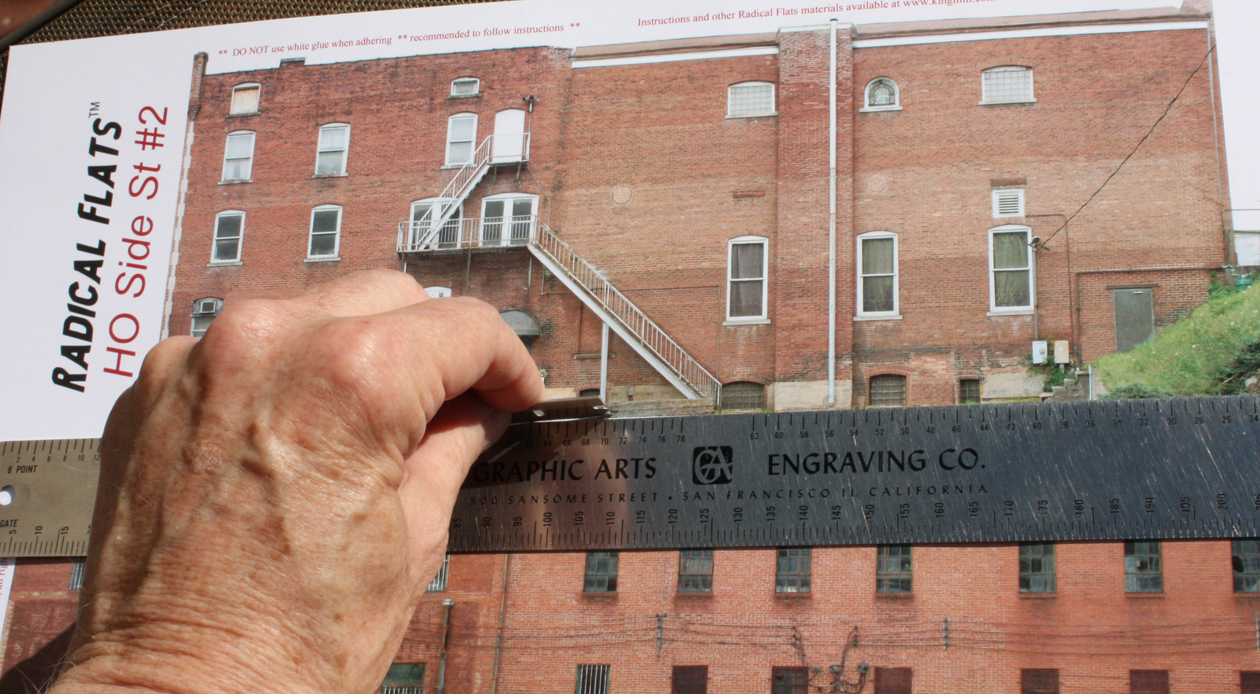 ** DO NOT use white glue when adhering ** recommended to follow instructions **
Instructions and other Radical Flats materials available at
RADICAL FLATS™
HO Side St #2
8 POINT
GATE
GRAPHIC ARTS GA ENGRAVING CO.
500 SANSOME STREET • SAN FRANCISCO 11, CALIFORNIA